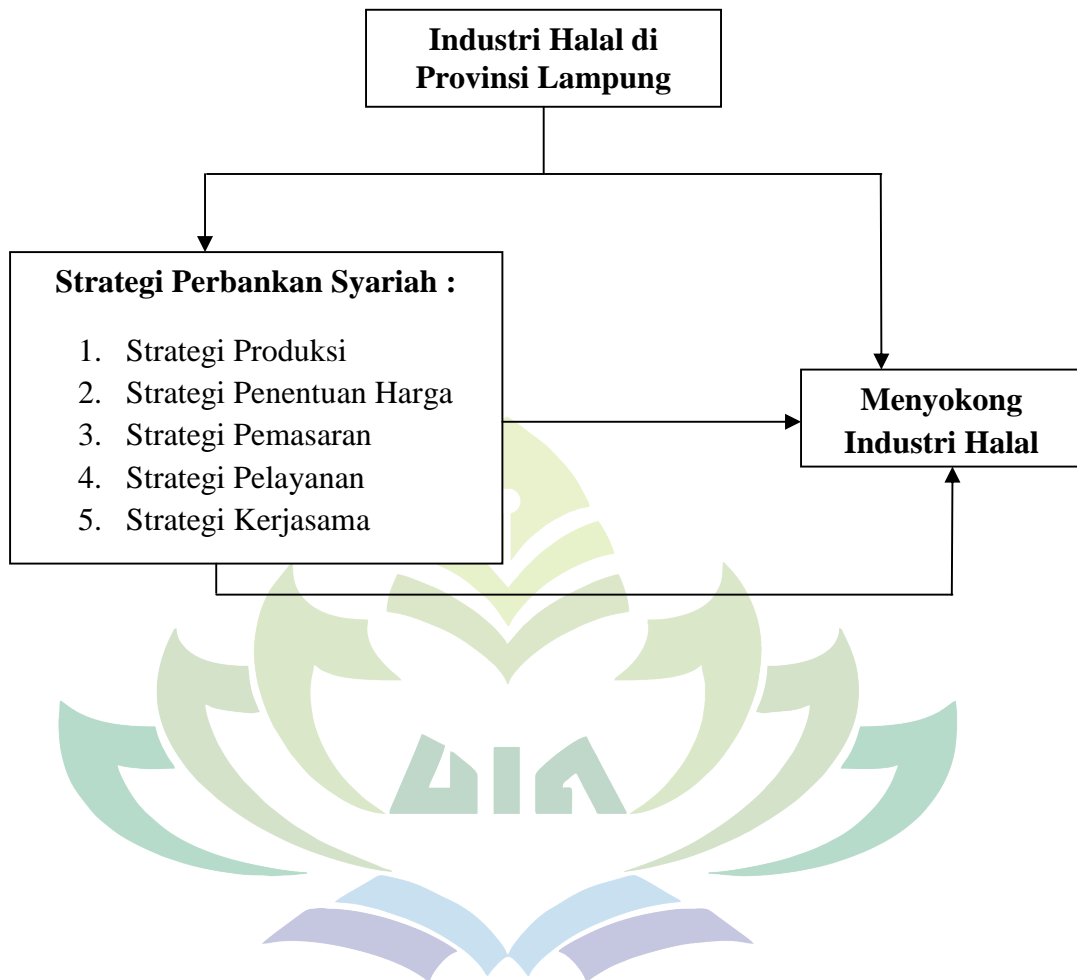 Industri Halal di
Provinsi Lampung
Strategi Perbankan Syariah :
1. Strategi Produksi
2. Strategi Penentuan Harga
3. Strategi Pemasaran
4. Strategi Pelayanan
5. Strategi Kerjasama
Menyokong
Industri Halal
UIN